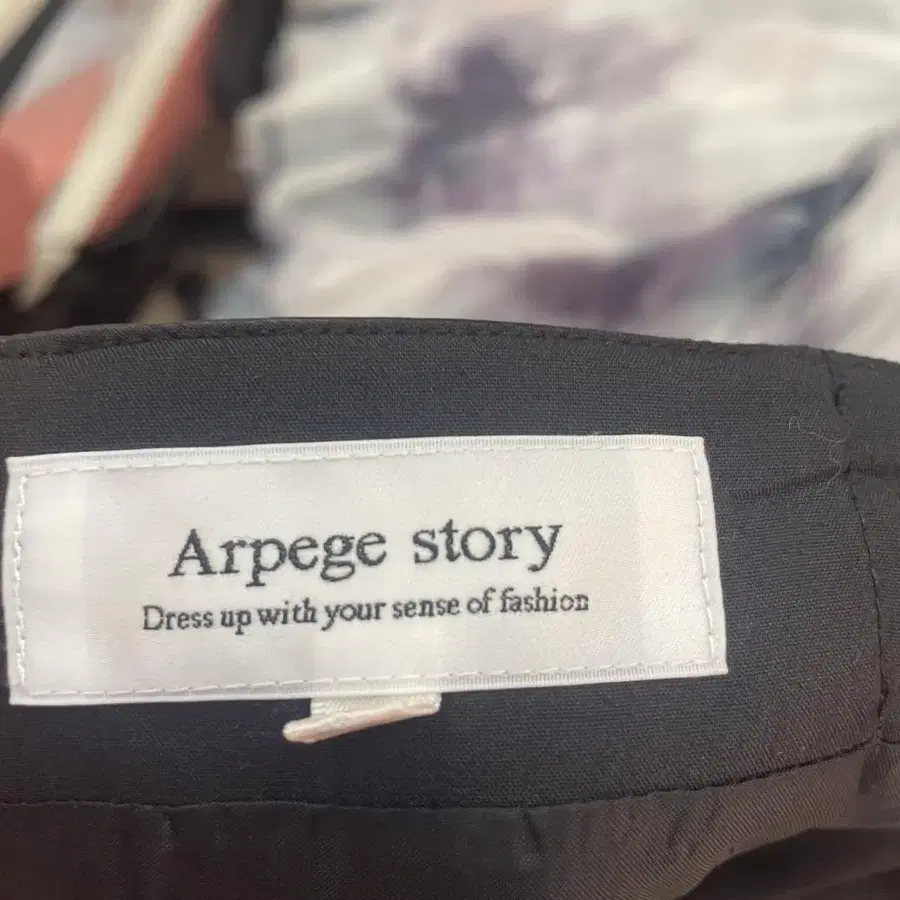 Arpege story
Dress up with your sense of fashion